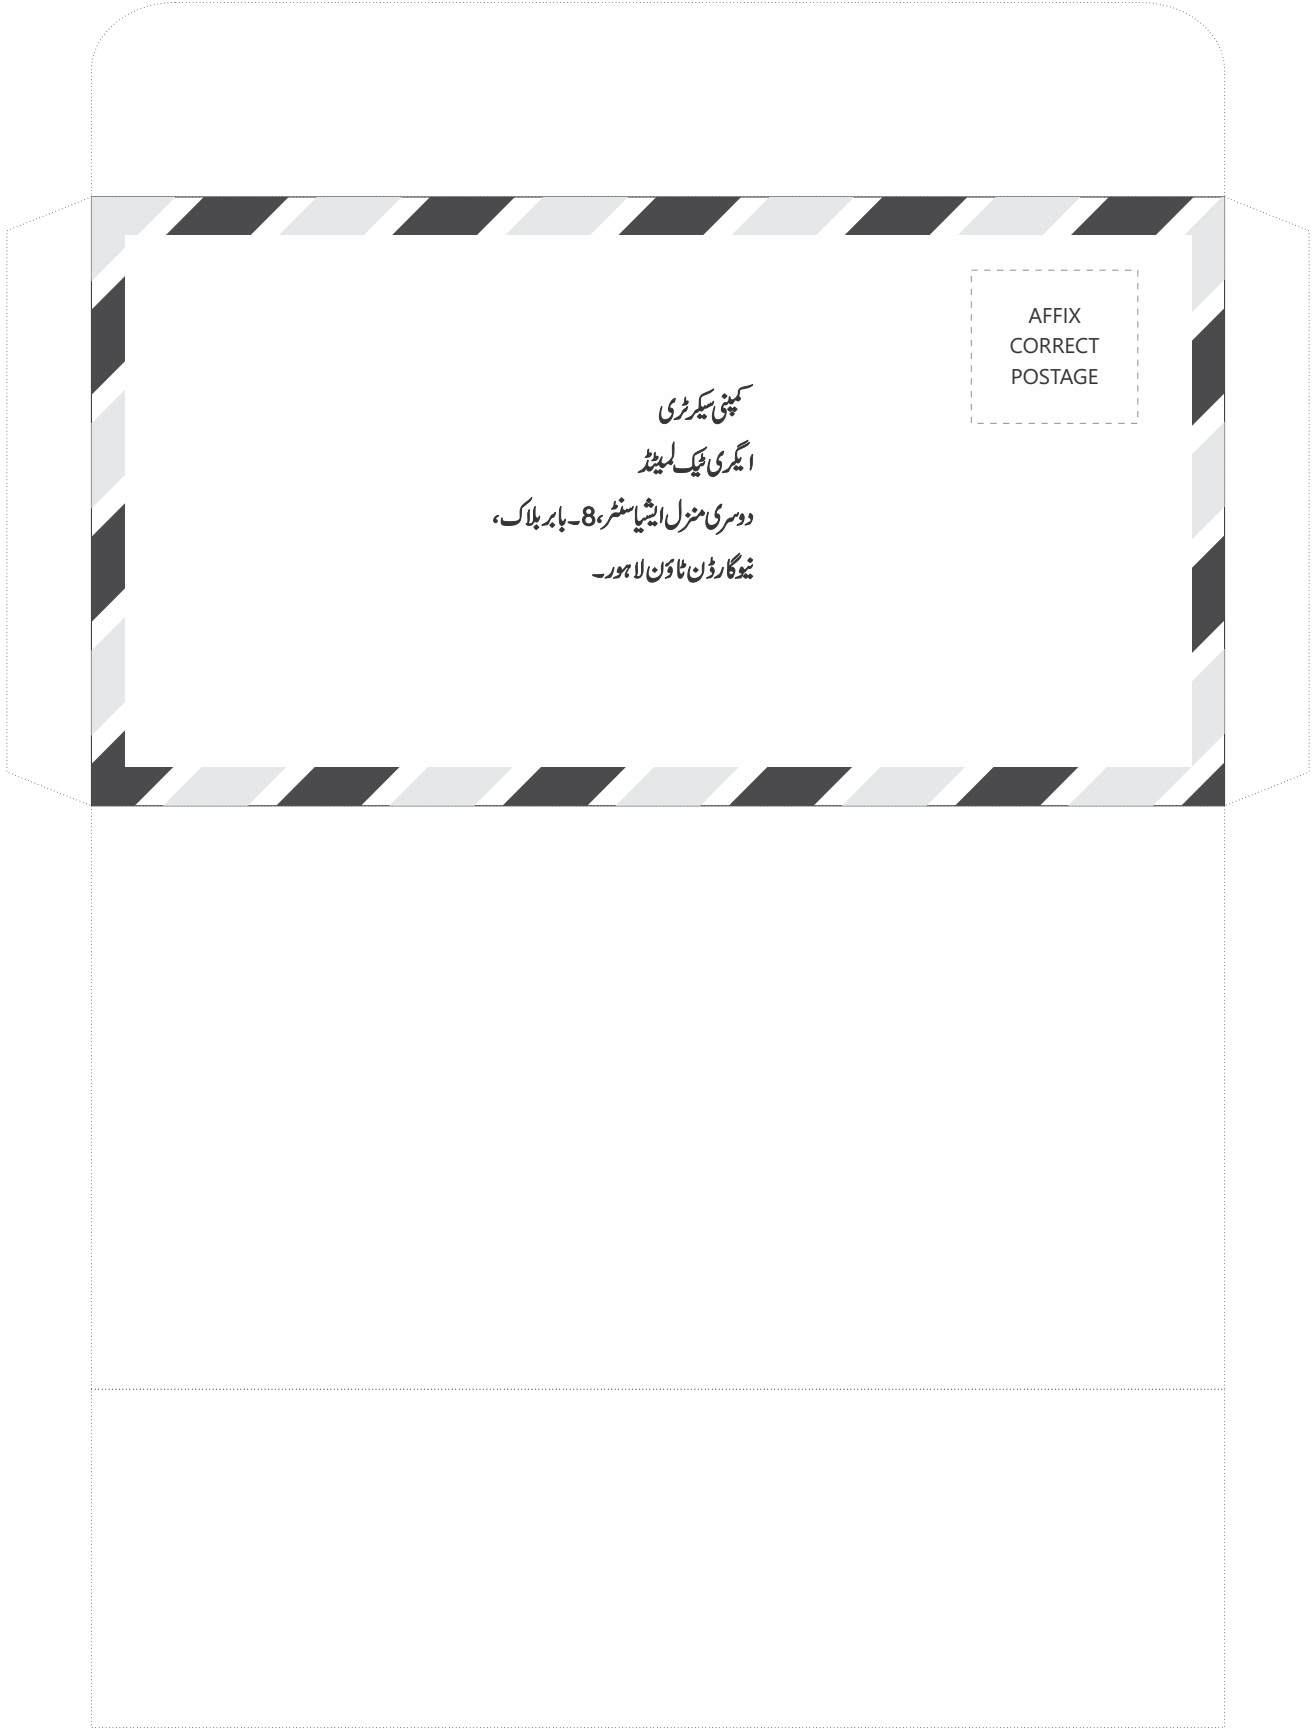 AFFIX
CORRECT
POSTAGE
کمپنی سیکرٹری
ایگری ٹیک لمیٹڈ
دوسری منزل ایشیا سنٹر، 8۔ بابر بلاک،
نیو گارڈن ٹاؤن لاہور۔